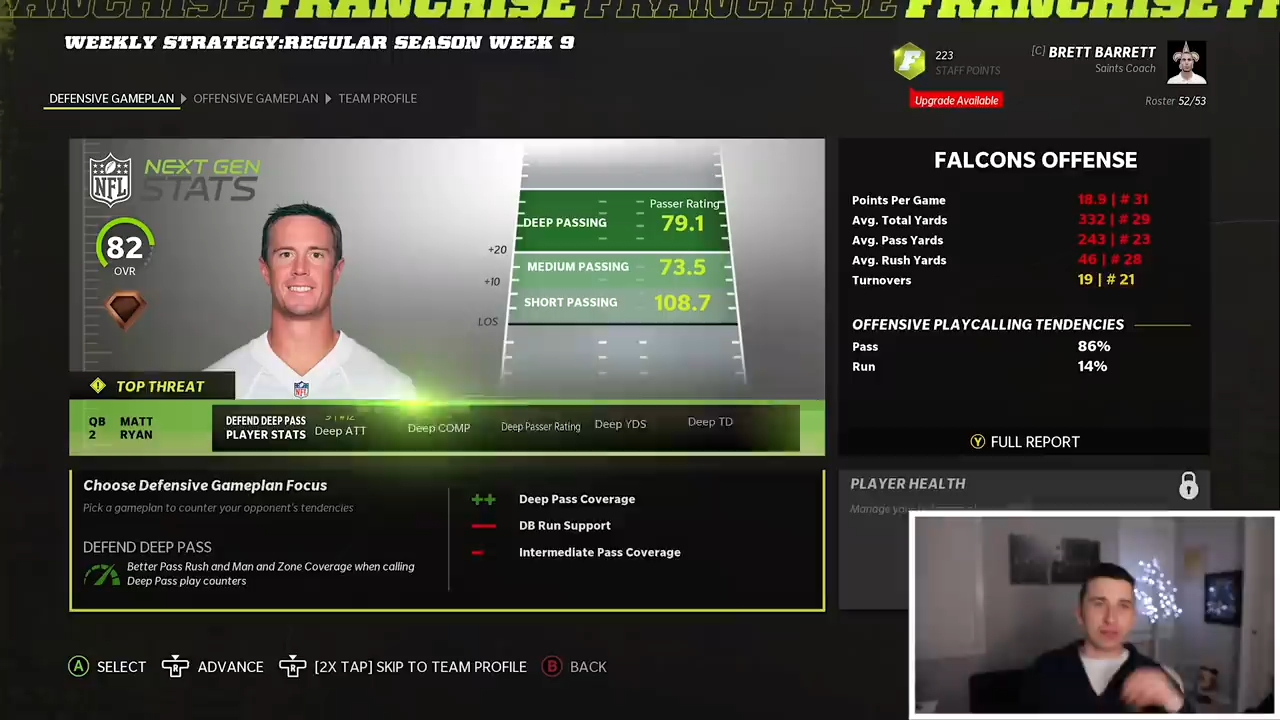 FRANCHISE FRANCHISE FRANCHISE
WEEKLY STRATEGY:REGULAR SEASON WEEK 9
223
STAFF POINTS
Upgrade Available
[C] BRETT BARRETT
Saints Coach
Roster 52/53
DEFENSIVE GAMEPLAN OFFENSIVE GAMEPLAN TEAM PROFILE
NFL
NEXT GEN
STATS
82
OVR
Passer Rating
DEEP PASSING 79.1
+20
MEDIUM PASSING 73.5
+10
SHORT PASSING 108.7
LOS
TOP THREAT
QB MATT
2 RYAN
DEFEND DEEP PASS
PLAYER STATS
Deep ATT Deep COMP Deep Passer Rating Deep YDS Deep TD
FALCONS OFFENSE
Points Per Game 18.9 | # 31
Avg. Total Yards 332 | # 29
Avg. Pass Yards 243 | # 23
Avg. Rush Yards 46 | # 28
Turnovers 19 | # 21
OFFENSIVE PLAYCALLING TENDENCIES
Pass 86%
Run 14%
Y FULL REPORT
Choose Defensive Gameplan Focus
Pick a gameplan to counter your opponent's tendencies
DEFEND DEEP PASS
Better Pass Rush and Man and Zone Coverage when calling
Deep Pass play counters
++ Deep Pass Coverage
DB Run Support
- Intermediate Pass Coverage
PLAYER HEALTH
Manage your
A SELECT R ADVANCE R [2X TAP] SKIP TO TEAM PROFILE B BACK